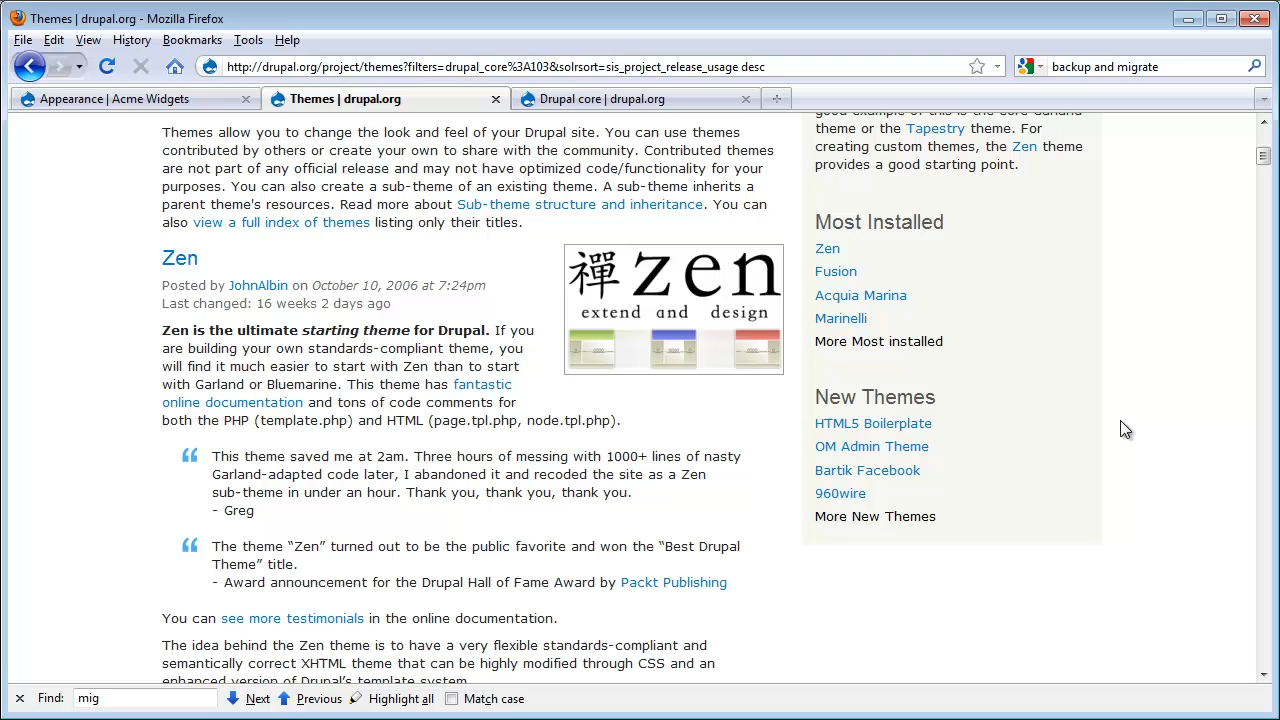 Themes | drupal.org - Mozilla Firefox
File Edit View History Bookmarks Tools Help
http://drupal.org/project/themes?filters=drupal_core%3A103&solrsort=sis_project_release_usage des
backup and migrate
Appearance | Acme Widgets
Themes | drupal.org
Drupal core | drupal.org
Themes allow you to change the look and feel of your Drupal site. You can use themes
contributed by others or create your own to share with the community. Contributed themes
are not part of any official release and may not have optimized code/functionality for your
purposes. You can also create a sub-theme of an existing theme. A sub-theme inherits a
parent theme's resources. Read more about Sub-theme structure and inheritance. You can
also view a full index of themes listing only their titles.
Zen
Posted by JohnAlbin on October 10, 2006 at 7:24pm
Last changed: 16 weeks 2 days ago
禪 zen
extend and design
Zen is the ultimate starting theme for Drupal. If you
are building your own standards-compliant theme, you
will find it much easier to start with Zen than to start
with Garland or Bluemarine. This theme has fantastic
online documentation and tons of code comments for
both the PHP (template.php) and HTML (page.tpl.php, node.tpl.php).
“ This theme saved me at 2am. Three hours of messing with 1000+ lines of nasty
Garland-adapted code later, I abandoned it and recoded the site as a Zen
sub-theme in under an hour. Thank you, thank you, thank you.
- Greg
“ The theme “Zen” turned out to be the public favorite and won the “Best Drupal
Theme” title.
- Award announcement for the Drupal Hall of Fame Award by Packt Publishing
You can see more testimonials in the online documentation.
The idea behind the Zen theme is to have a very flexible standards-compliant and
semantically correct XHTML theme that can be highly modified through CSS and an
enhanced version of Drupal's template system.
theme or the Tapestry theme. For
creating custom themes, the Zen theme
provides a good starting point.
Most Installed
Zen
Fusion
Acquia Marina
Marinelli
More Most installed
New Themes
HTML5 Boilerplate
OM Admin Theme
Bartik Facebook
960wire
More New Themes
Find: mig Next Previous Highlight all Match case